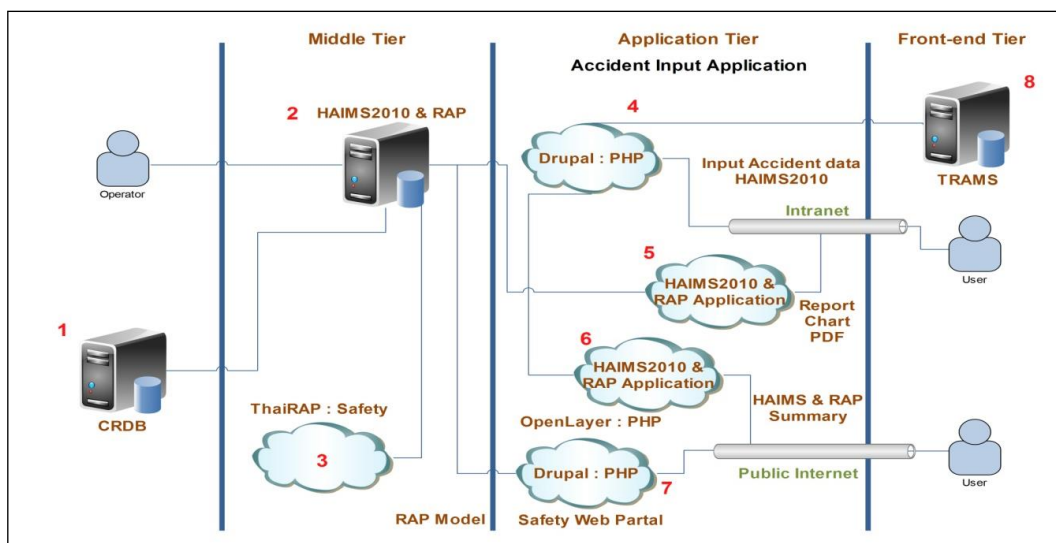 Middle Tier
Application Tier
Front-end Tier
Accident Input Application
8
2
HAIMS2010 & RAP
4
Drupal : PHP
Input Accident data
HAIMS2010
TRAMS
Operator
Intranet
5
HAIMS2010 &
RAP Application
User
Report
Chart
PDF
1
CRDB
6
HAIMS2010 &
RAP Application
ThaiRAP : Safety
3
OpenLayer : PHP
HAIMS & RAP
Summary
Drupal : PHP
7
Public Internet
User
RAP Model
Safety Web Partal